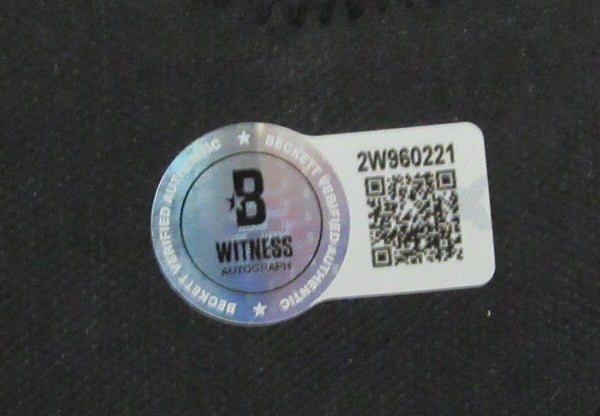 BECKETT VERIFIED AUTHENTIC
BECKETT VERIFIED AUTHENTIC
B
WITNESS
AUTOGRAPH
2W960221